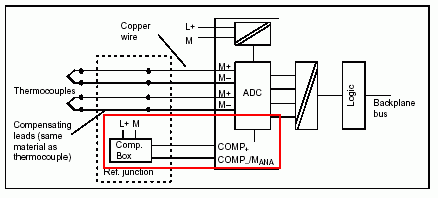 Copper
wire
L+
M
Thermocouples
M+
M–
M+
M–
ADC
Logic
Backplane
bus
Compensating
leads (same
material as
thermocouple)
L+ M
Comp.
Box
Ref. junction
COMP+
COMP–/MANA